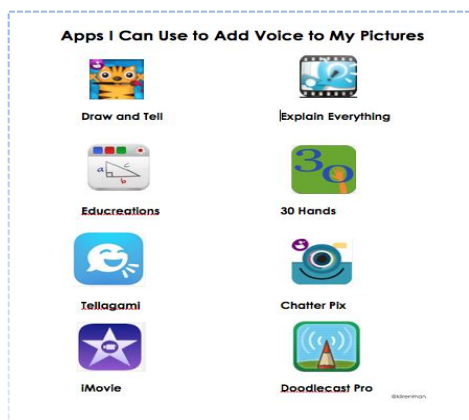 Apps I Can Use to Add Voice to My Pictures
Draw and Tell
Explain Everything
a
c
b
30
Educreations
30 Hands
Tellagami
Chatter Pix
iMovie
Doodlecast Pro